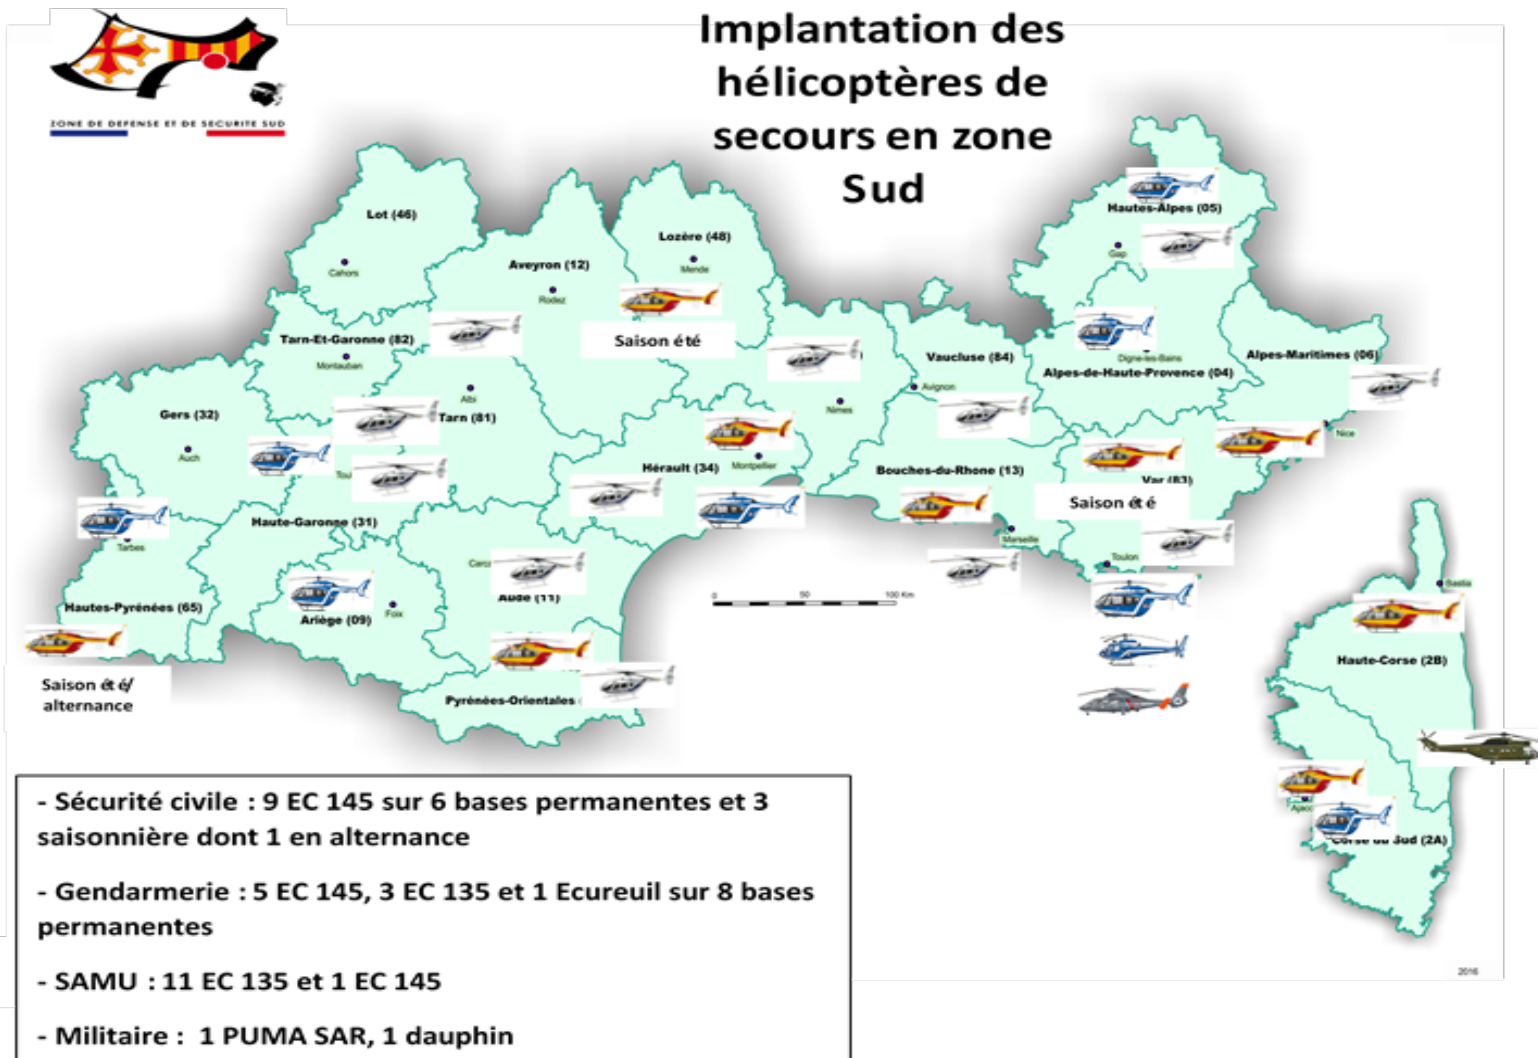 ZONE DE DEFENSE ET DE SECURITE SUD
Implantation des
hélicoptères de
secours en zone
Sud
Lot (46)
Cahors
Lozère (48)
Mende
Aveyron (12)
Rodez
Hautes-Alpes (05)
Gap
Tarn-Et-Garonne (82)
Montauban
Saison été
Vaucluse (84)
Avignon
Digne-les-Bains
Alpes-de-Haute-Provence (04)
Alpes-Maritimes (06)
Nice
Gers (32)
Auch
Albi
Tarn (81)
Nimes
Hérault (34)
Montpellier
Bouches-du-Rhone (13)
Marseille
Var (83)
Saison été
Toulon
Tou
Haute-Garonne (31)
Tarbes
Hautes-Pyrénées (65)
Ariège (09)
Foix
Carca
Aude (11)
Pyrénées-Orientales
Saison été/
alternance
0 50 100 Km
Bastia
Haute-Corse (2B)
Ajacc
Corse du Sud (2A)
- Sécurité civile : 9 EC 145 sur 6 bases permanentes et 3
saisonnière dont 1 en alternance
- Gendarmerie : 5 EC 145, 3 EC 135 et 1 Ecureuil sur 8 bases
permanentes
- SAMU : 11 EC 135 et 1 EC 145
- Militaire : 1 PUMA SAR, 1 dauphin
2016